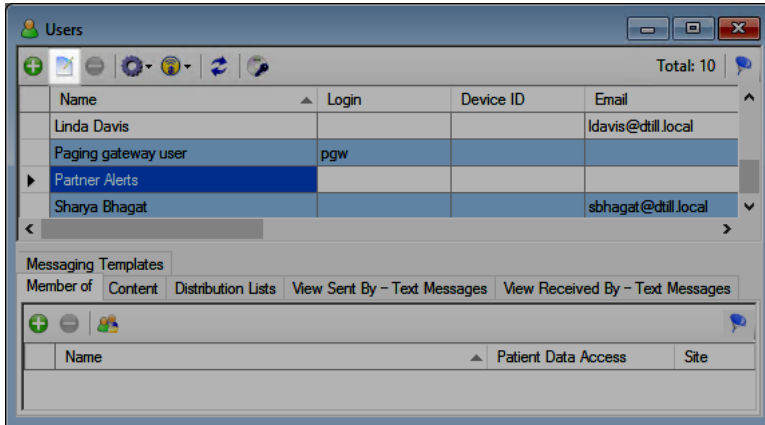 Users
Total: 10
Name Login Device ID Email
Linda Davis ldavis@dtill.local
Paging gateway user pgw
Partner Alerts
Sharya Bhagat sbhagat@dtill.local
Messaging Templates
Member of Content Distribution Lists View Sent By - Text Messages View Received By - Text Messages
Name Patient Data Access Site